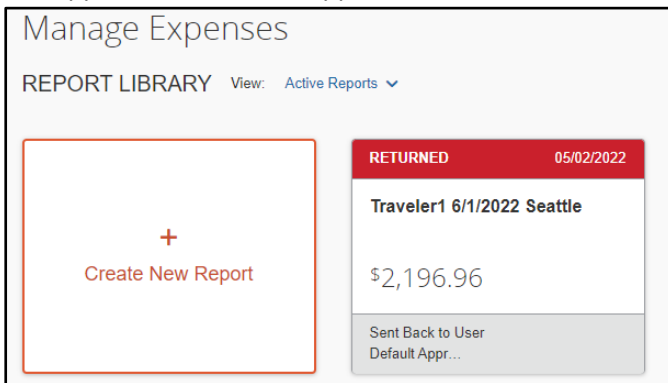 Manage Expenses
REPORT LIBRARY View: Active Reports
RETURNED 05/02/2022
Traveler1 6/1/2022 Seattle
+
Create New Report
$2,196.96
Sent Back to User
Default Appr...